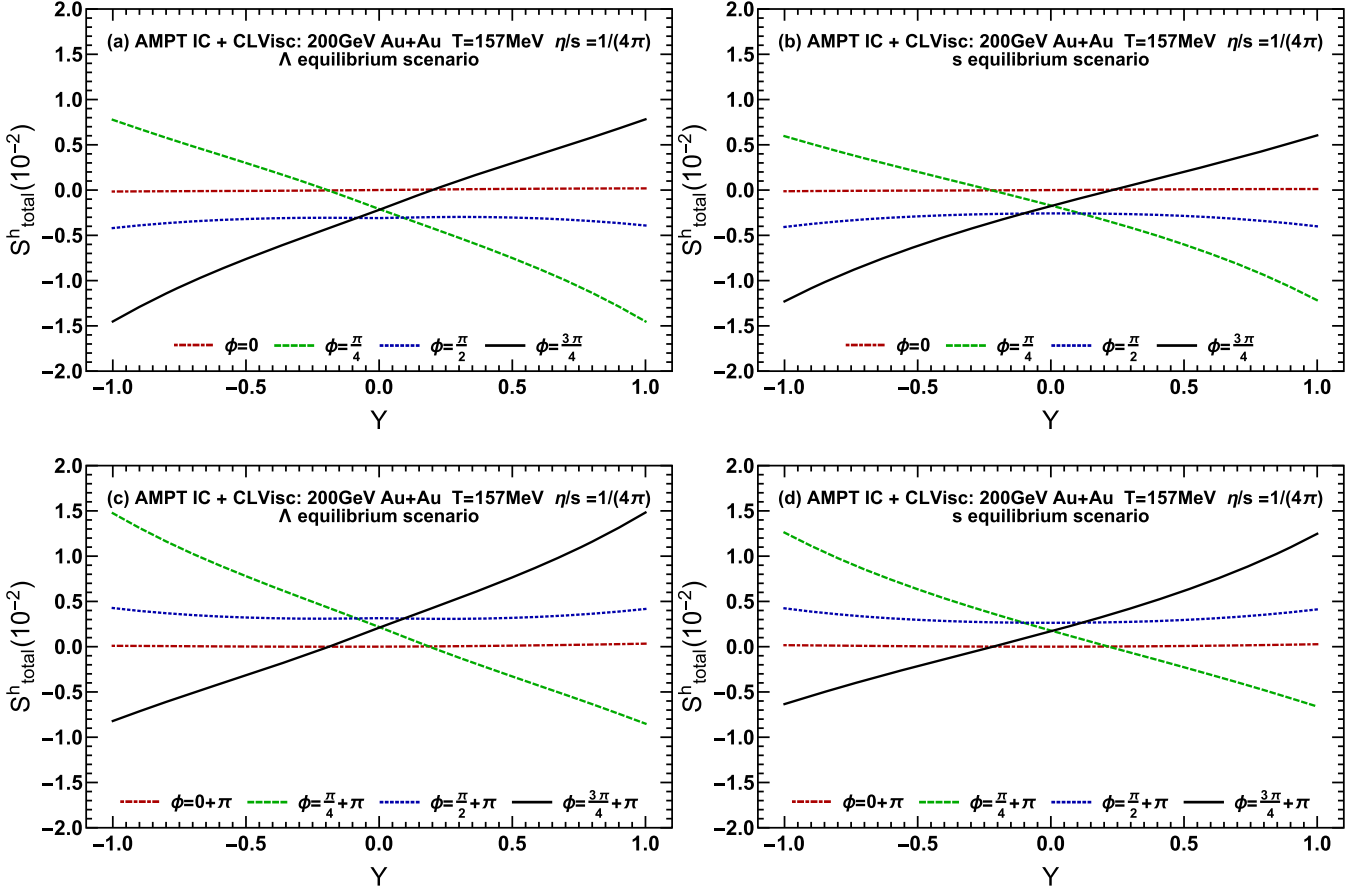 (a) AMPT IC + CLVisc: 200GeV Au+Au T=157MeV η/s =1/(4π)
Λ equilibrium scenario
S^h_total(10^−2)
2.0
1.5
1.0
0.5
0.0
−0.5
−1.0
−1.5
−2.0
ϕ=0 ϕ=π/4 ϕ=π/2 ϕ=3π/4
−1.0 −0.5 0.0 0.5 1.0
Y
(b) AMPT IC + CLVisc: 200GeV Au+Au T=157MeV η/s =1/(4π)
s equilibrium scenario
S^h_total(10^−2)
2.0
1.5
1.0
0.5
0.0
−0.5
−1.0
−1.5
−2.0
ϕ=0 ϕ=π/4 ϕ=π/2 ϕ=3π/4
−1.0 −0.5 0.0 0.5 1.0
Y
(c) AMPT IC + CLVisc: 200GeV Au+Au T=157MeV η/s =1/(4π)
Λ equilibrium scenario
S^h_total(10^−2)
2.0
1.5
1.0
0.5
0.0
−0.5
−1.0
−1.5
−2.0
ϕ=0+π ϕ=π/4+π ϕ=π/2+π ϕ=3π/4+π
−1.0 −0.5 0.0 0.5 1.0
Y
(d) AMPT IC + CLVisc: 200GeV Au+Au T=157MeV η/s =1/(4π)
s equilibrium scenario
S^h_total(10^−2)
2.0
1.5
1.0
0.5
0.0
−0.5
−1.0
−1.5
−2.0
ϕ=0+π ϕ=π/4+π ϕ=π/2+π ϕ=3π/4+π
−1.0 −0.5 0.0 0.5 1.0
Y